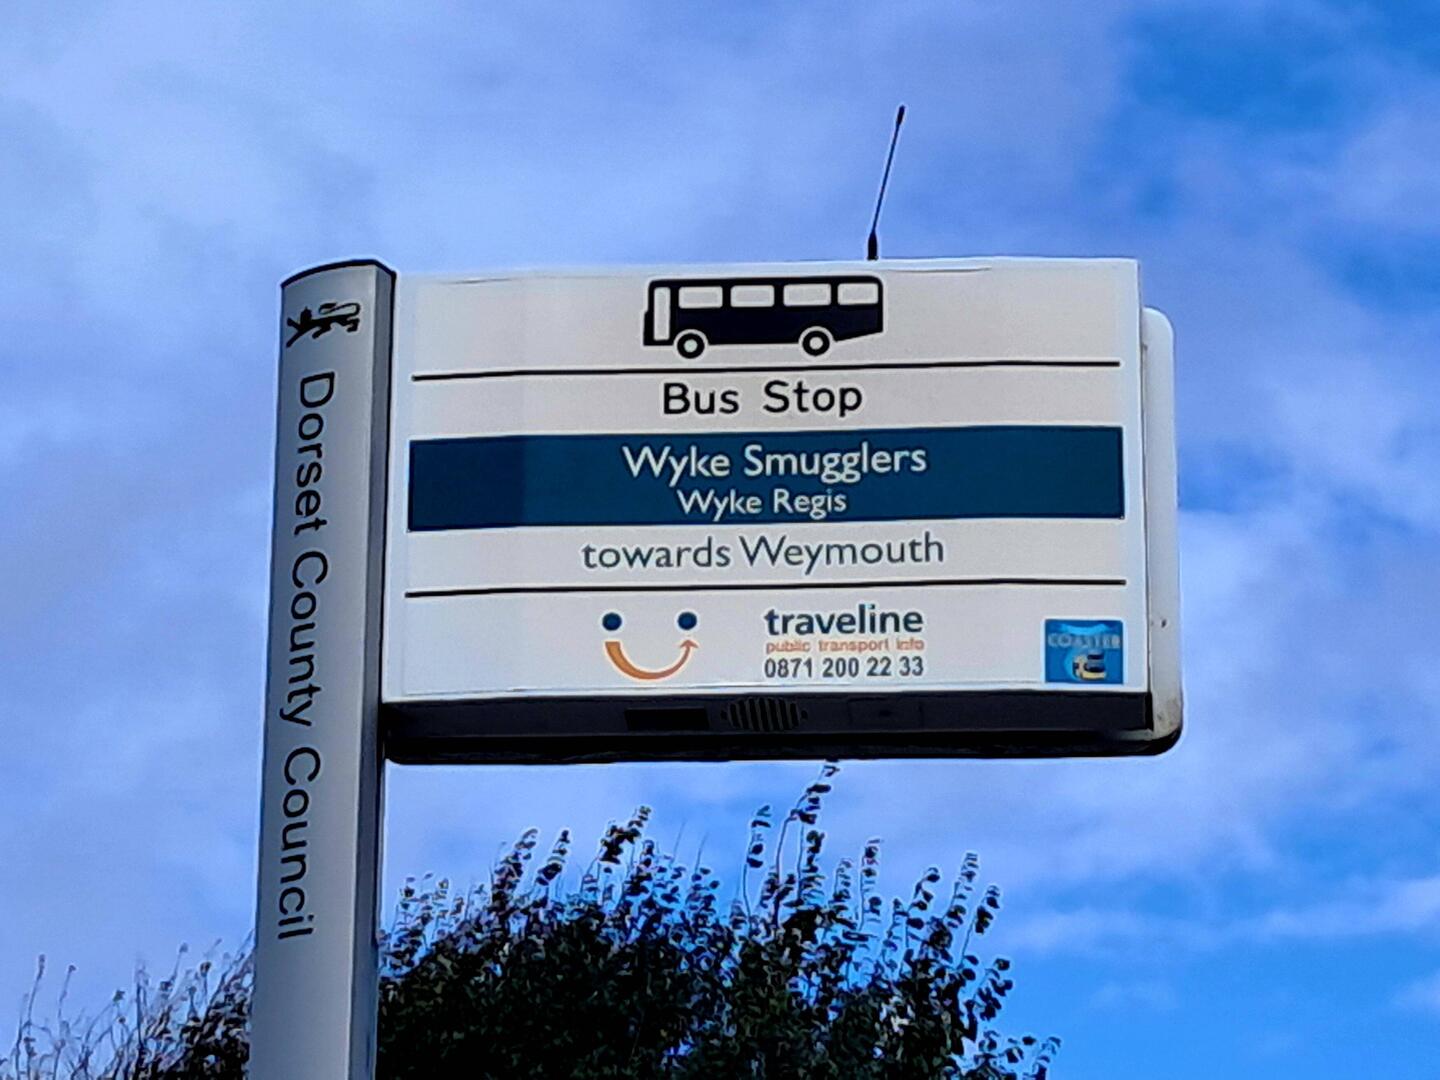 Dorset County Council
Bus Stop
Wyke Smugglers
Wyke Regis
towards Weymouth
traveline
public transport info
0871 200 22 33
COASTER